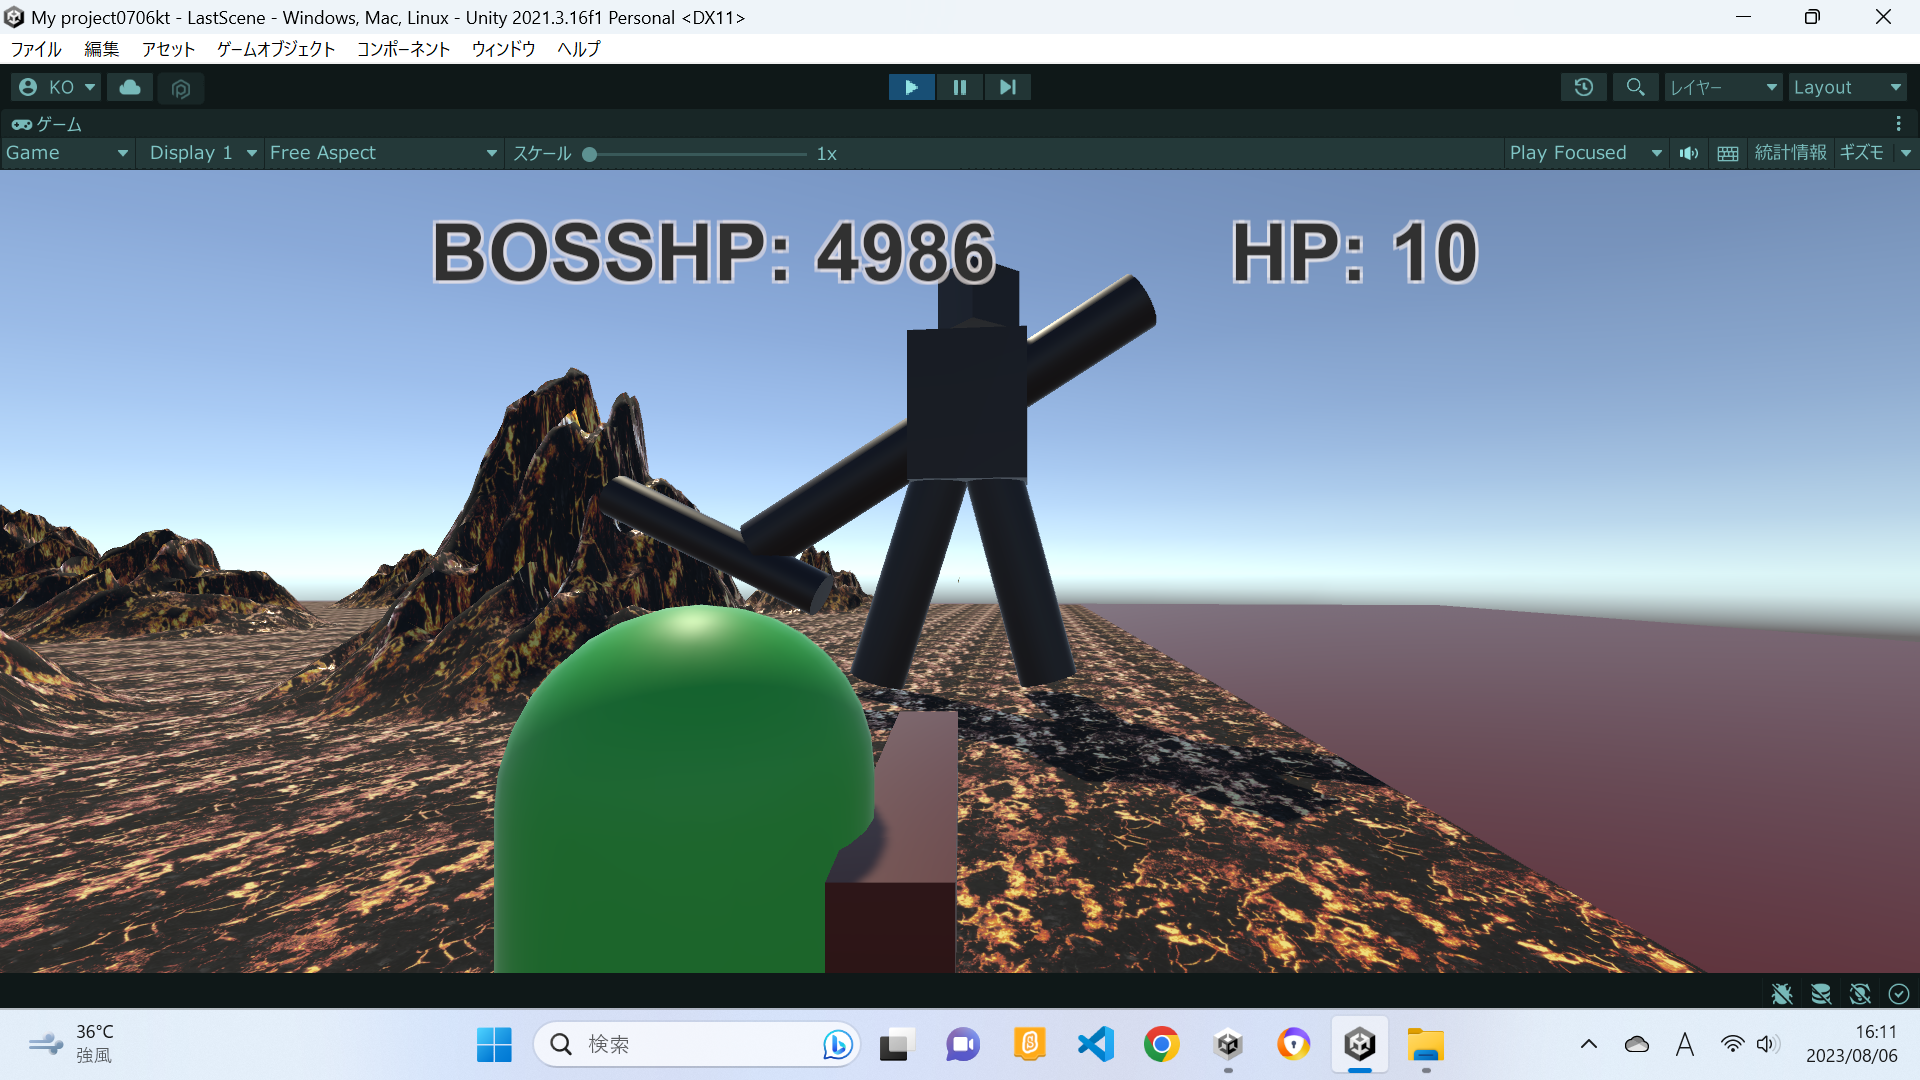 My project0706kt - LastScene - Windows, Mac, Linux - Unity 2021.3.16f1 Personal <DX11>
ファイル 編集 アセット ゲームオブジェクト コンポーネント ウィンドウ ヘルプ
KO レイヤー Layout
ゲーム
Game Display 1 Free Aspect スケール 1x Play Focused 統計情報 ギズモ
BOSSHP: 4986 HP: 10
36°C
強風
検索
A
16:11
2023/08/06